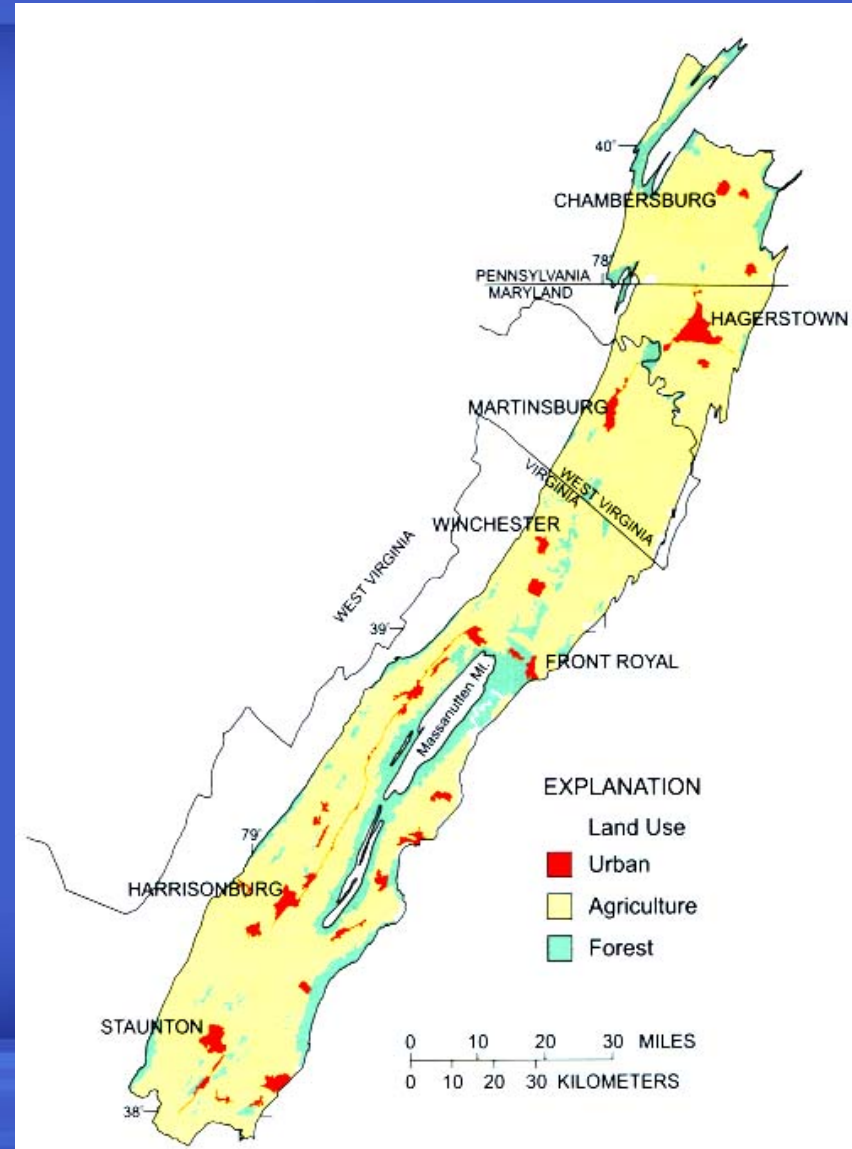 40°
CHAMBERSBURG
78°
PENNSYLVANIA
MARYLAND
HAGERSTOWN
MARTINSBURG
VIRGINIA
WEST VIRGINIA
WINCHESTER
WEST VIRGINIA
39°
FRONT ROYAL
Massanutten Mt.
EXPLANATION
Land Use
Urban
Agriculture
Forest
79°
HARRISONBURG
STAUNTON
0 10 20 30 MILES
0 10 20 30 KILOMETERS
38°